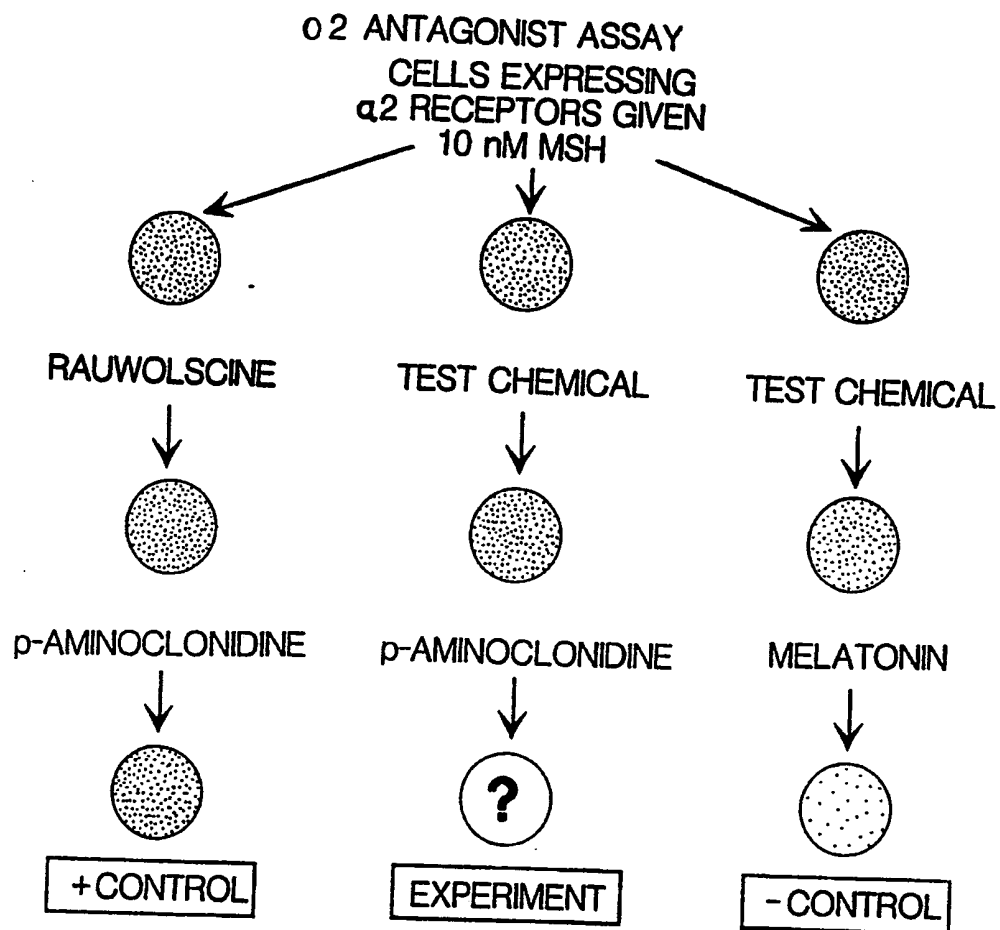 α2 ANTAGONIST ASSAY
CELLS EXPRESSING
α2 RECEPTORS GIVEN
10 nM MSH
RAUWOLSCINE
TEST CHEMICAL
TEST CHEMICAL
p-AMINOCLONIDINE
p-AMINOCLONIDINE
MELATONIN
?
+CONTROL
EXPERIMENT
-CONTROL